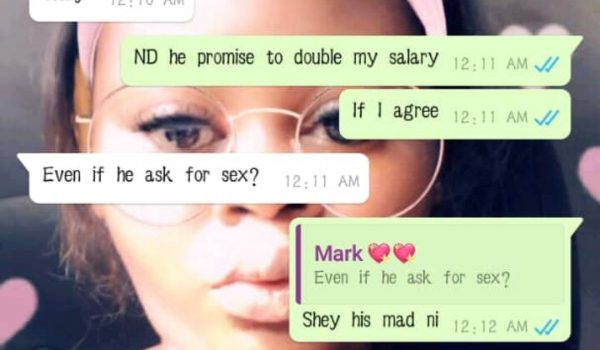 12:10 AM
ND he promise to double my salary 12:11 AM
If I agree 12:11 AM
Even if he ask for sex? 12:11 AM
Mark 💘💘
Even if he ask for sex?
Shey his mad ni 12:12 AM